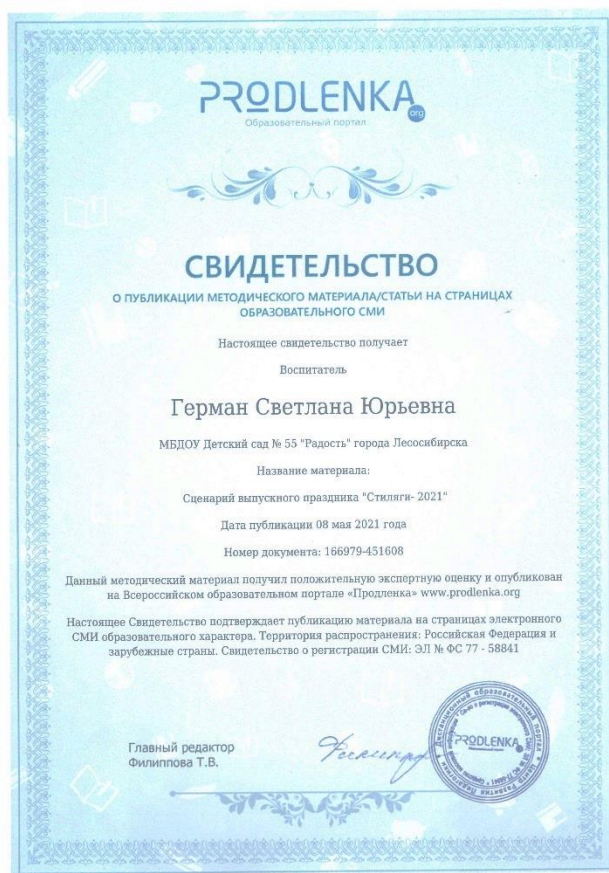 PRODLENKA
org
Образовательный портал
СВИДЕТЕЛЬСТВО
О ПУБЛИКАЦИИ МЕТОДИЧЕСКОГО МАТЕРИАЛА/СТАТЬИ НА СТРАНИЦАХ
ОБРАЗОВАТЕЛЬНОГО СМИ
Настоящее свидетельство получает
Воспитатель
Герман Светлана Юрьевна
МБДОУ Детский сад № 55 "Радость" города Лесосибирска
Название материала:
Сценарий выпускного праздника "Стиляги- 2021"
Дата публикации 08 мая 2021 года
Номер документа: 166979-451608
Данный методический материал получил положительную экспертную оценку и опубликован
на Всероссийском образовательном портале «Продленка» www.prodlenka.org
Настоящее Свидетельство подтверждает публикацию материала на страницах электронного
СМИ образовательного характера. Территория распространения: Российская Федерация и
зарубежные страны. Свидетельство о регистрации СМИ: ЭЛ № ФС 77 - 58841
Главный редактор
Филиппова Т.В.
PRODLENKA